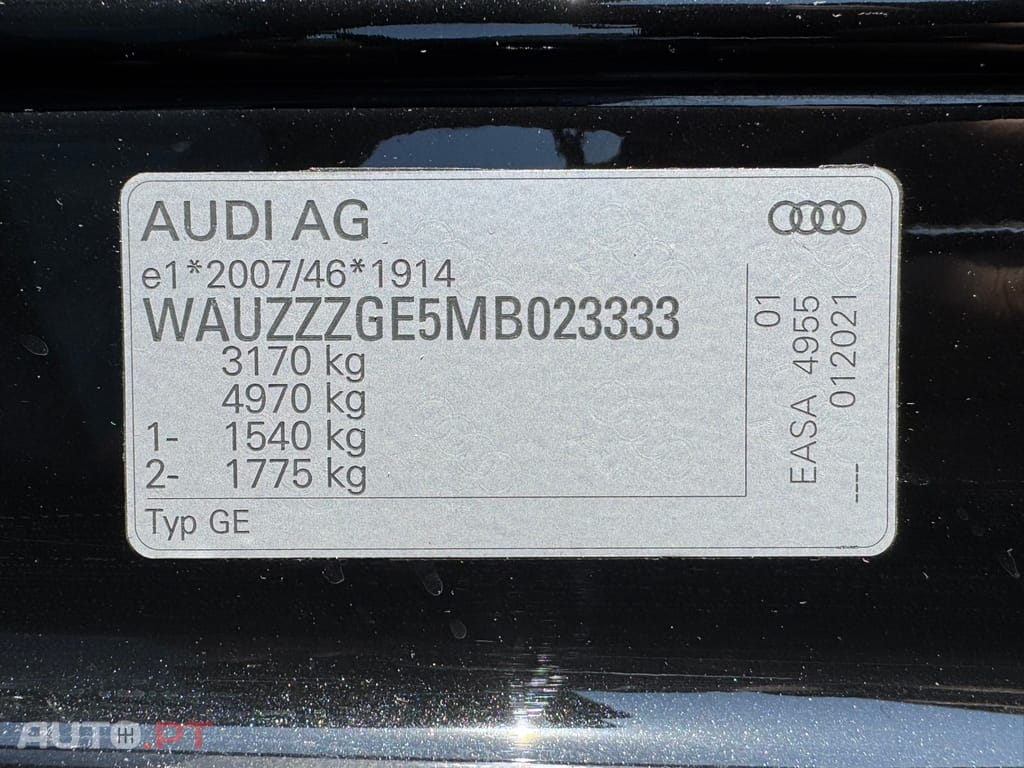 AUDI AG
e1*2007/46*1914
WAUZZZGE5MB023333
3170 kg
4970 kg
1- 1540 kg
2- 1775 kg
Typ GE
01
EASA 4955
---- 012021
AUTO.PT